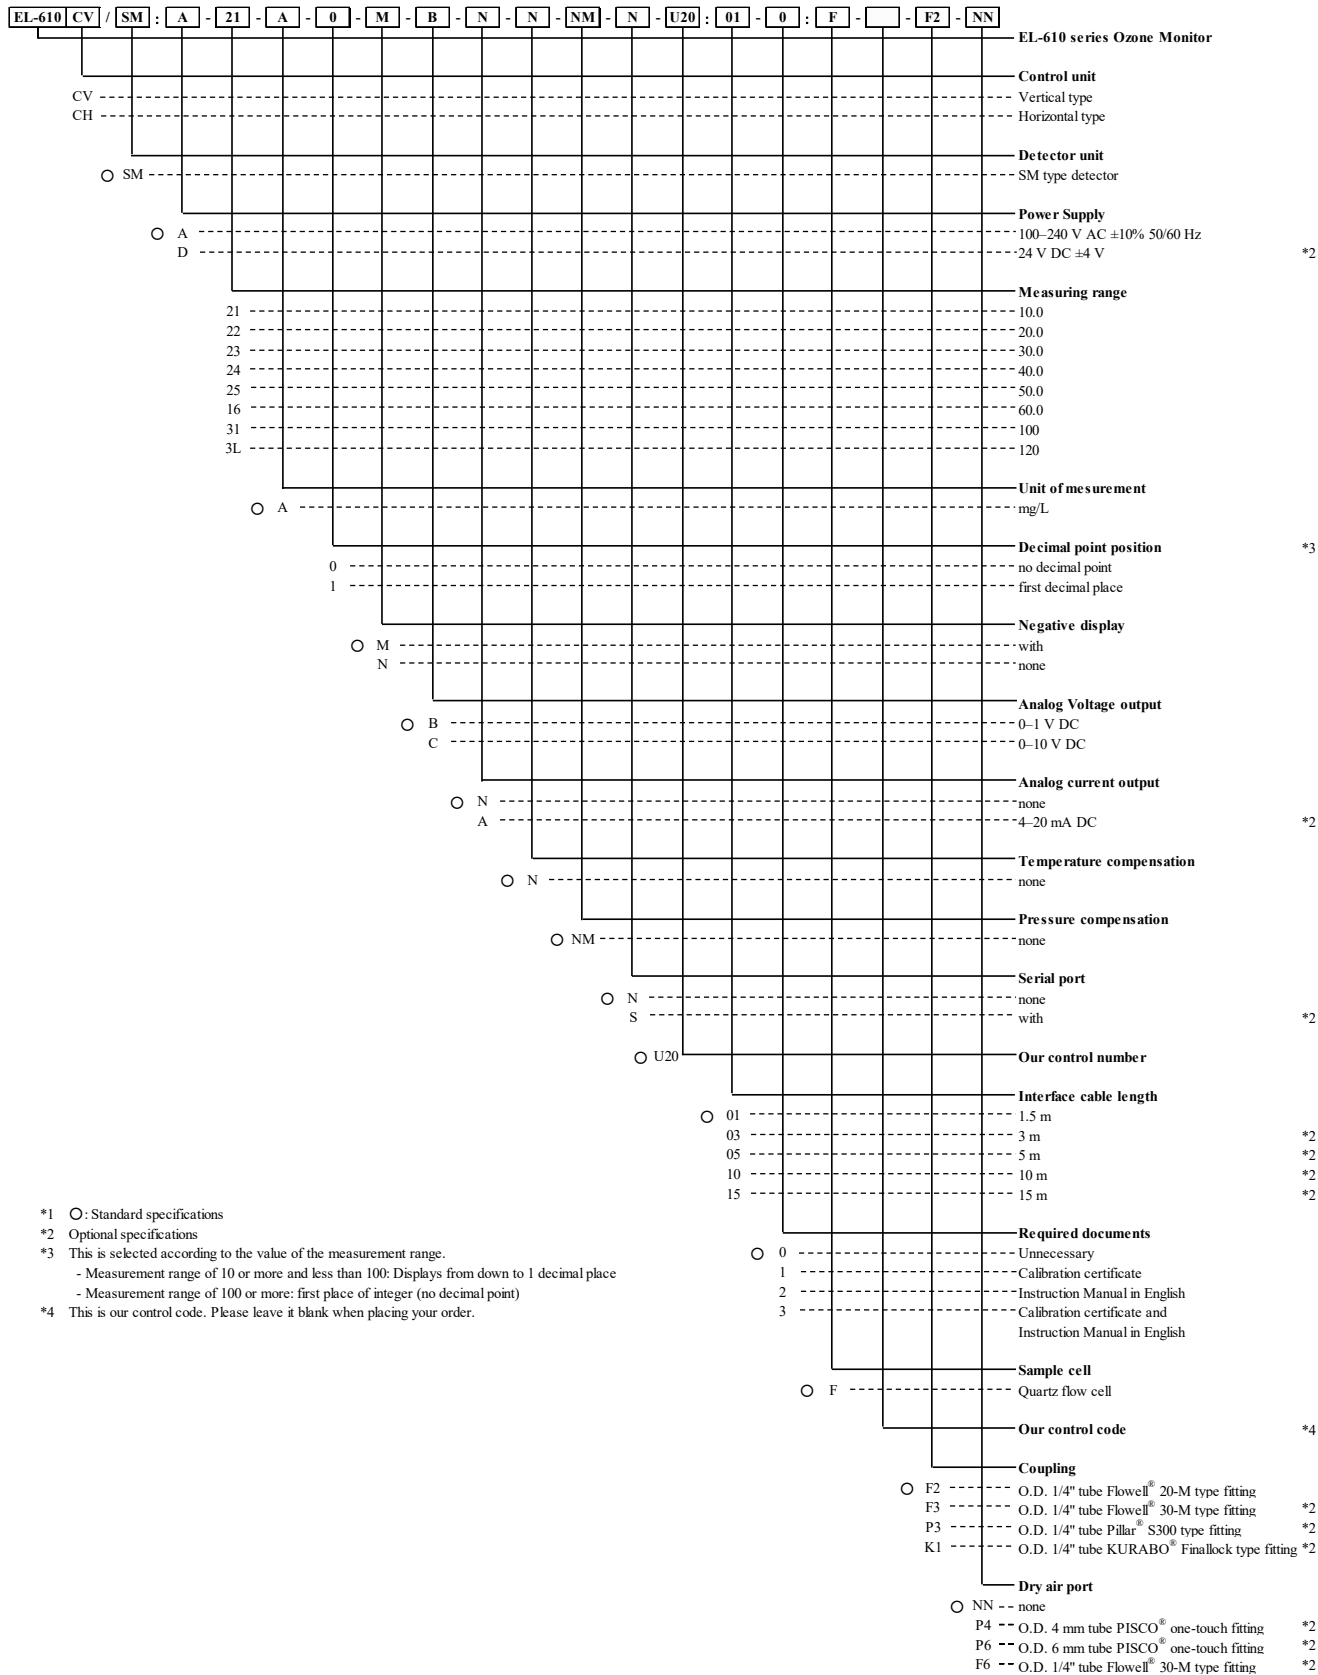 EL-610 CV / SM : A - 21 - A - 0 - M - B - N - N - NM - N - U20 : 01 - 0 : F - - F2 - NN
EL-610 series Ozone Monitor
Control unit
CV Vertical type
CH Horizontal type
Detector unit
SM SM type detector
Power Supply
A 100–240 V AC ±10% 50/60 Hz
D 24 V DC ±4 V *2
Measuring range
21 10.0
22 20.0
23 30.0
24 40.0
25 50.0
16 60.0
31 100
3L 120
Unit of mesurement
A mg/L
Decimal point position *3
0 no decimal point
1 first decimal place
Negative display
M with
N none
Analog Voltage output
B 0–1 V DC
C 0–10 V DC
Analog current output
N none
A 4–20 mA DC *2
Temperature compensation
N none
Pressure compensation
NM none
Serial port
N none
S with *2
U20 Our control number
Interface cable length
01 1.5 m
03 3 m *2
05 5 m *2
10 10 m *2
15 15 m *2
Required documents
0 Unnecessary
1 Calibration certificate
2 Instruction Manual in English
3 Calibration certificate and
Instruction Manual in English
Sample cell
F Quartz flow cell
Our control code *4
Coupling
F2 O.D. 1/4" tube Flowell® 20-M type fitting
F3 O.D. 1/4" tube Flowell® 30-M type fitting *2
P3 O.D. 1/4" tube Pillar® S300 type fitting *2
K1 O.D. 1/4" tube KURABO® Finallock type fitting *2
Dry air port
NN none
P4 O.D. 4 mm tube PISCO® one-touch fitting *2
P6 O.D. 6 mm tube PISCO® one-touch fitting *2
F6 O.D. 1/4" tube Flowell® 30-M type fitting *2
*1 ○: Standard specifications
*2 Optional specifications
*3 This is selected according to the value of the measurement range.
- Measurement range of 10 or more and less than 100: Displays from down to 1 decimal place
- Measurement range of 100 or more: first place of integer (no decimal point)
*4 This is our control code. Please leave it blank when placing your order.